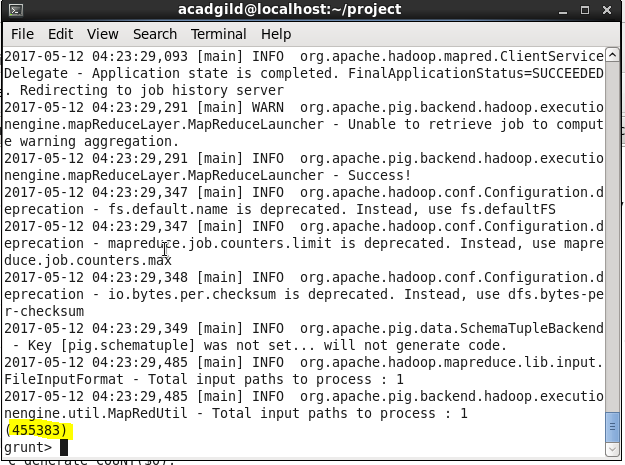 acadgild@localhost:~/project
File Edit View Search Terminal Help
2017-05-12 04:23:29,093 [main] INFO  org.apache.hadoop.mapred.ClientService
Delegate - Application state is completed. FinalApplicationStatus=SUCCEEDED
. Redirecting to job history server
2017-05-12 04:23:29,291 [main] WARN  org.apache.pig.backend.hadoop.executio
nengine.mapReduceLayer.MapReduceLauncher - Unable to retrieve job to comput
e warning aggregation.
2017-05-12 04:23:29,291 [main] INFO  org.apache.pig.backend.hadoop.executio
nengine.mapReduceLayer.MapReduceLauncher - Success!
2017-05-12 04:23:29,347 [main] INFO  org.apache.hadoop.conf.Configuration.d
eprecation - fs.default.name is deprecated. Instead, use fs.defaultFS
2017-05-12 04:23:29,347 [main] INFO  org.apache.hadoop.conf.Configuration.d
eprecation - mapreduce.job.counters.limit is deprecated. Instead, use mapre
duce.job.counters.max
2017-05-12 04:23:29,348 [main] INFO  org.apache.hadoop.conf.Configuration.d
eprecation - io.bytes.per.checksum is deprecated. Instead, use dfs.bytes-pe
r-checksum
2017-05-12 04:23:29,349 [main] INFO  org.apache.pig.data.SchemaTupleBackend
 - Key [pig.schematuple] was not set... will not generate code.
2017-05-12 04:23:29,485 [main] INFO  org.apache.hadoop.mapreduce.lib.input.
FileInputFormat - Total input paths to process : 1
2017-05-12 04:23:29,485 [main] INFO  org.apache.pig.backend.hadoop.executio
nengine.util.MapRedUtil - Total input paths to process : 1
(455383)
grunt>